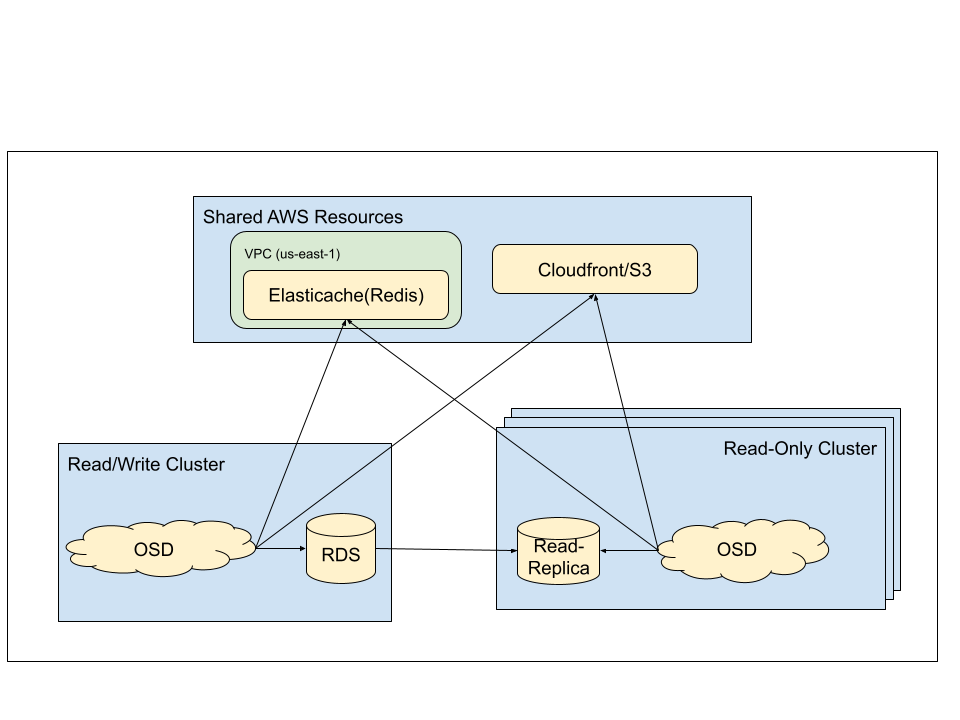 Shared AWS Resources
VPC (us-east-1)
Elasticache(Redis)
Cloudfront/S3
Read/Write Cluster
OSD
RDS
Read-Only Cluster
Read-
Replica
OSD